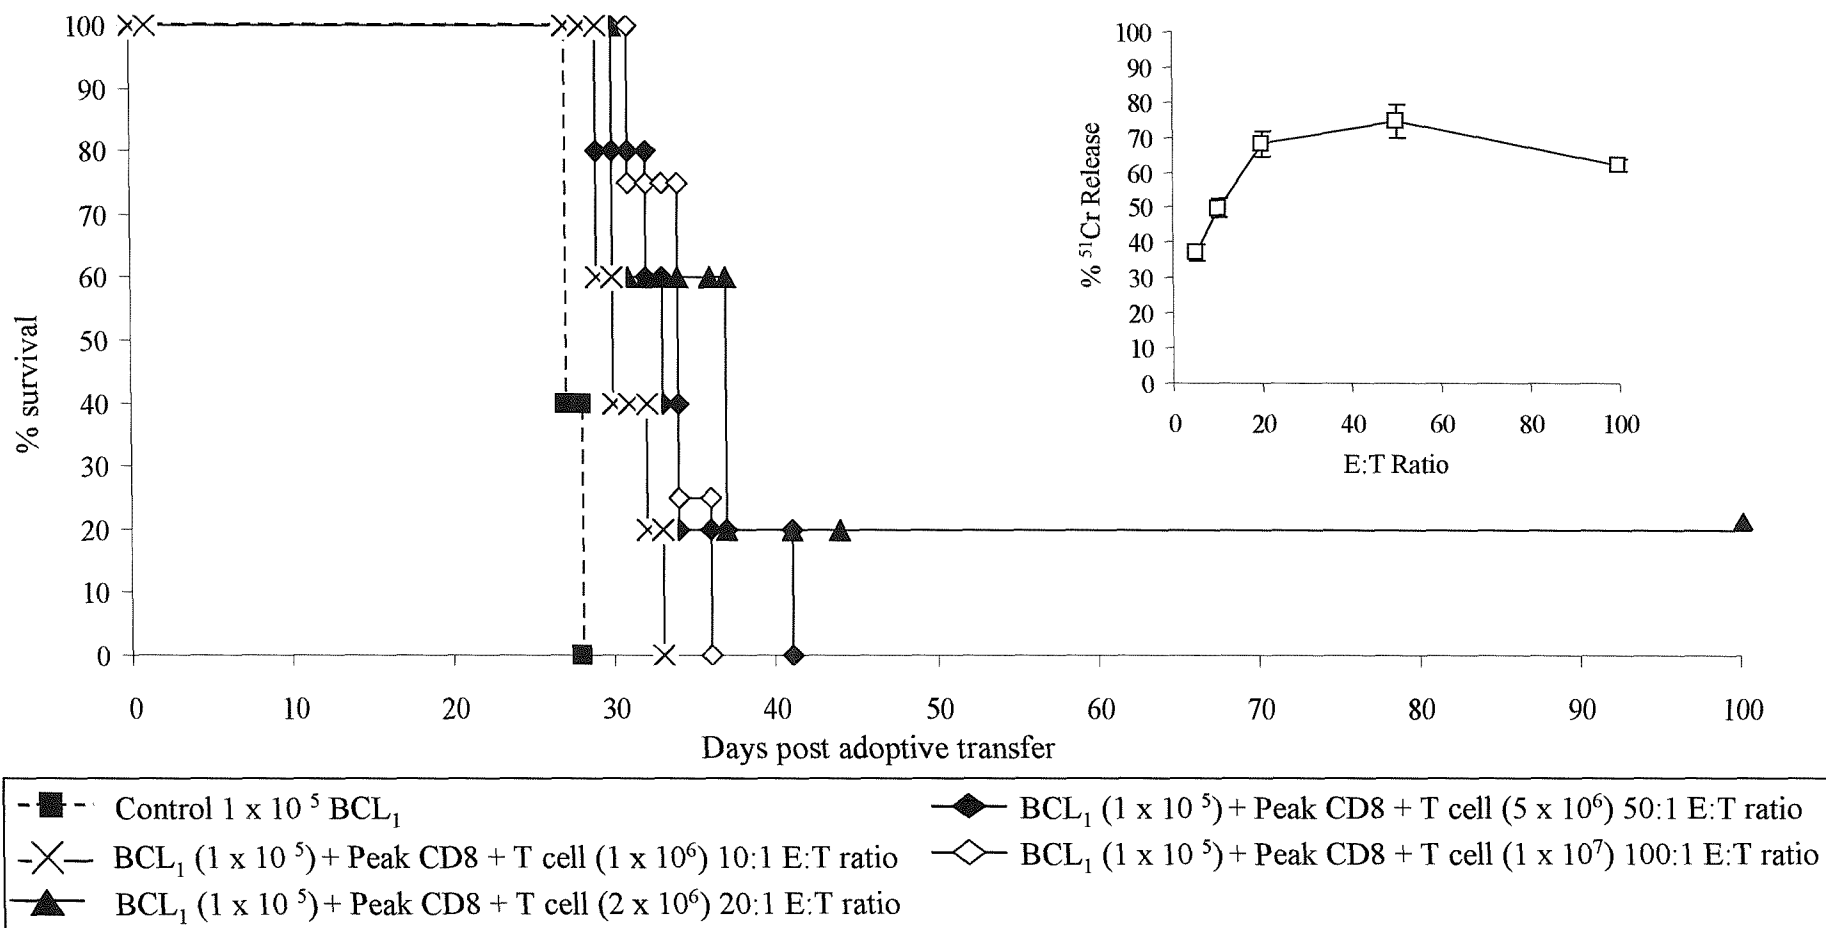 100
90
80
70
60
50
40
30
20
10
0
% survival
0 10 20 30 40 50 60 70 80 90 100
Days post adoptive transfer
100
90
80
70
60
50
40
30
20
10
0
% ⁵¹Cr Release
0 20 40 60 80 100
E:T Ratio
Control 1 x 10 ⁵ BCL₁
BCL₁ (1 x 10 ⁵) + Peak CD8 + T cell (1 x 10⁶) 10:1 E:T ratio
BCL₁ (1 x 10 ⁵) + Peak CD8 + T cell (2 x 10⁶) 20:1 E:T ratio
BCL₁ (1 x 10 ⁵) + Peak CD8 + T cell (5 x 10⁶) 50:1 E:T ratio
BCL₁ (1 x 10 ⁵) + Peak CD8 + T cell (1 x 10⁷) 100:1 E:T ratio